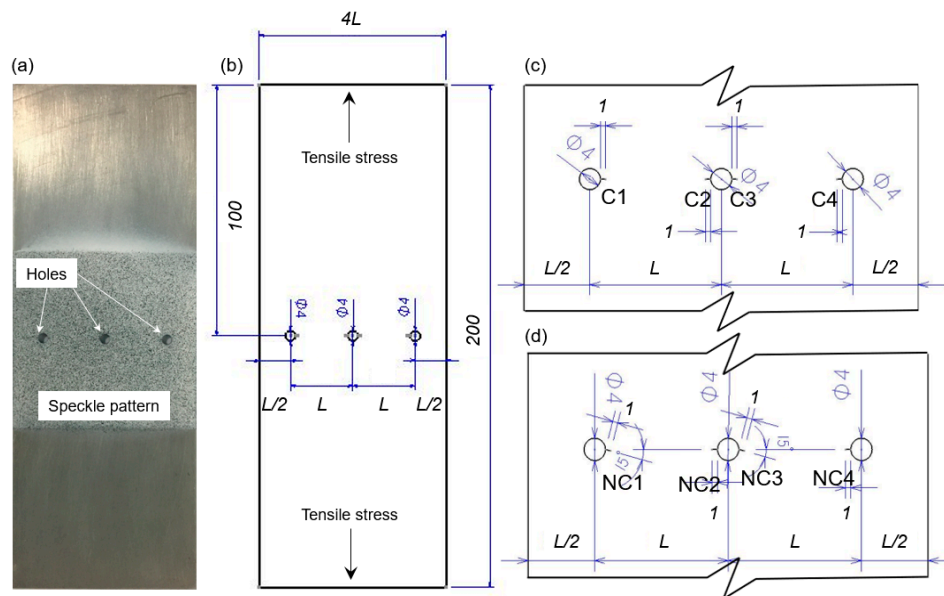 (a)
Holes
Speckle pattern
(b)
4L
Tensile stress
100
200
Φ4
Φ4
Φ4
L/2
L
L
L/2
Tensile stress
(c)
1
1
Φ4
Φ4
Φ4
C1
C2
C3
C4
1
1
L/2
L
L
L/2
(d)
Φ4
Φ4
Φ4
1
1
15°
15°
NC1
NC2
NC3
NC4
1
1
L/2
L
L
L/2